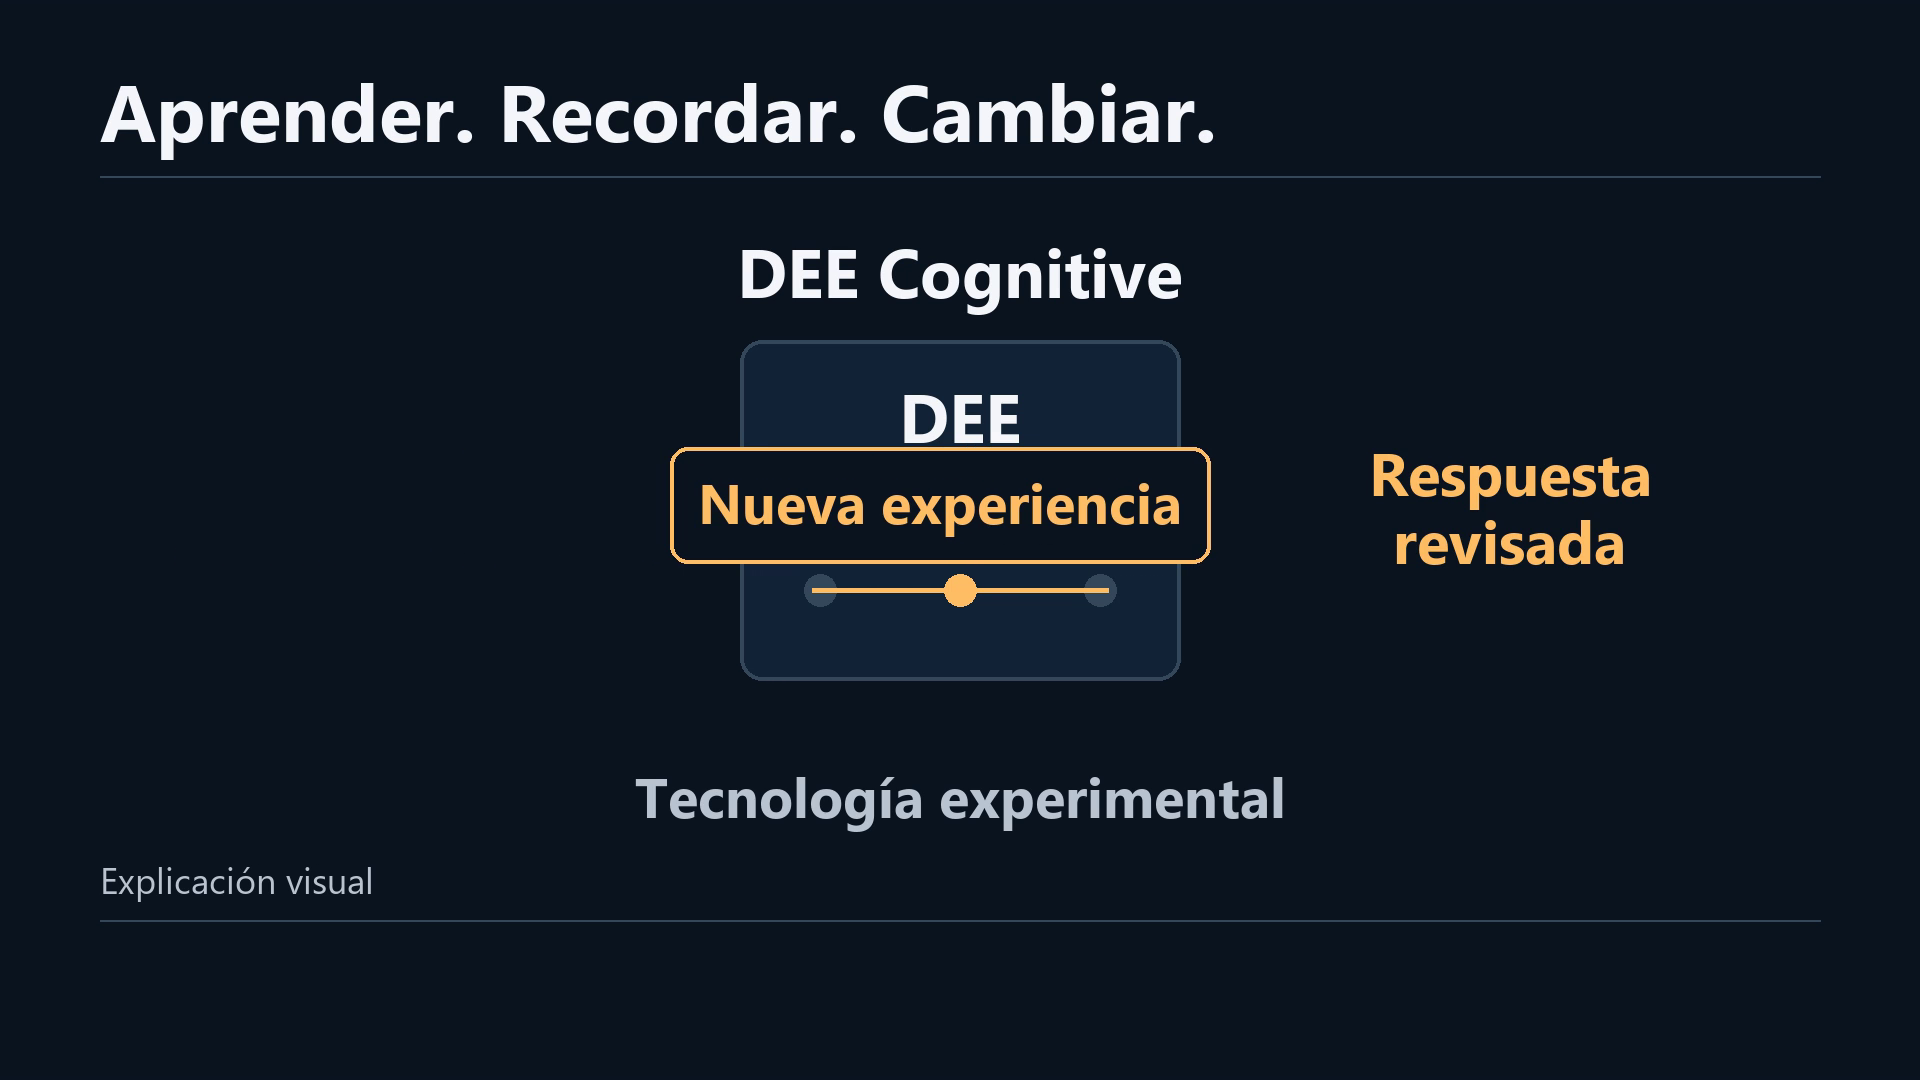 Aprender. Recordar. Cambiar.
DEE Cognitive
DEE
Nueva experiencia
Respuesta
revisada
Tecnología experimental
Explicación visual